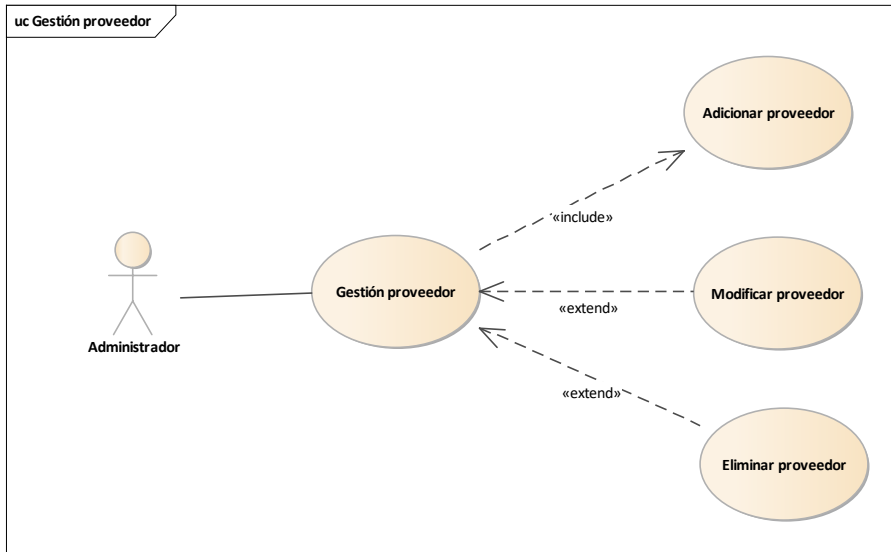 uc Gestión proveedor
Adicionar proveedor
«include»
Gestión proveedor
Modificar proveedor
«extend»
Administrador
«extend»
Eliminar proveedor